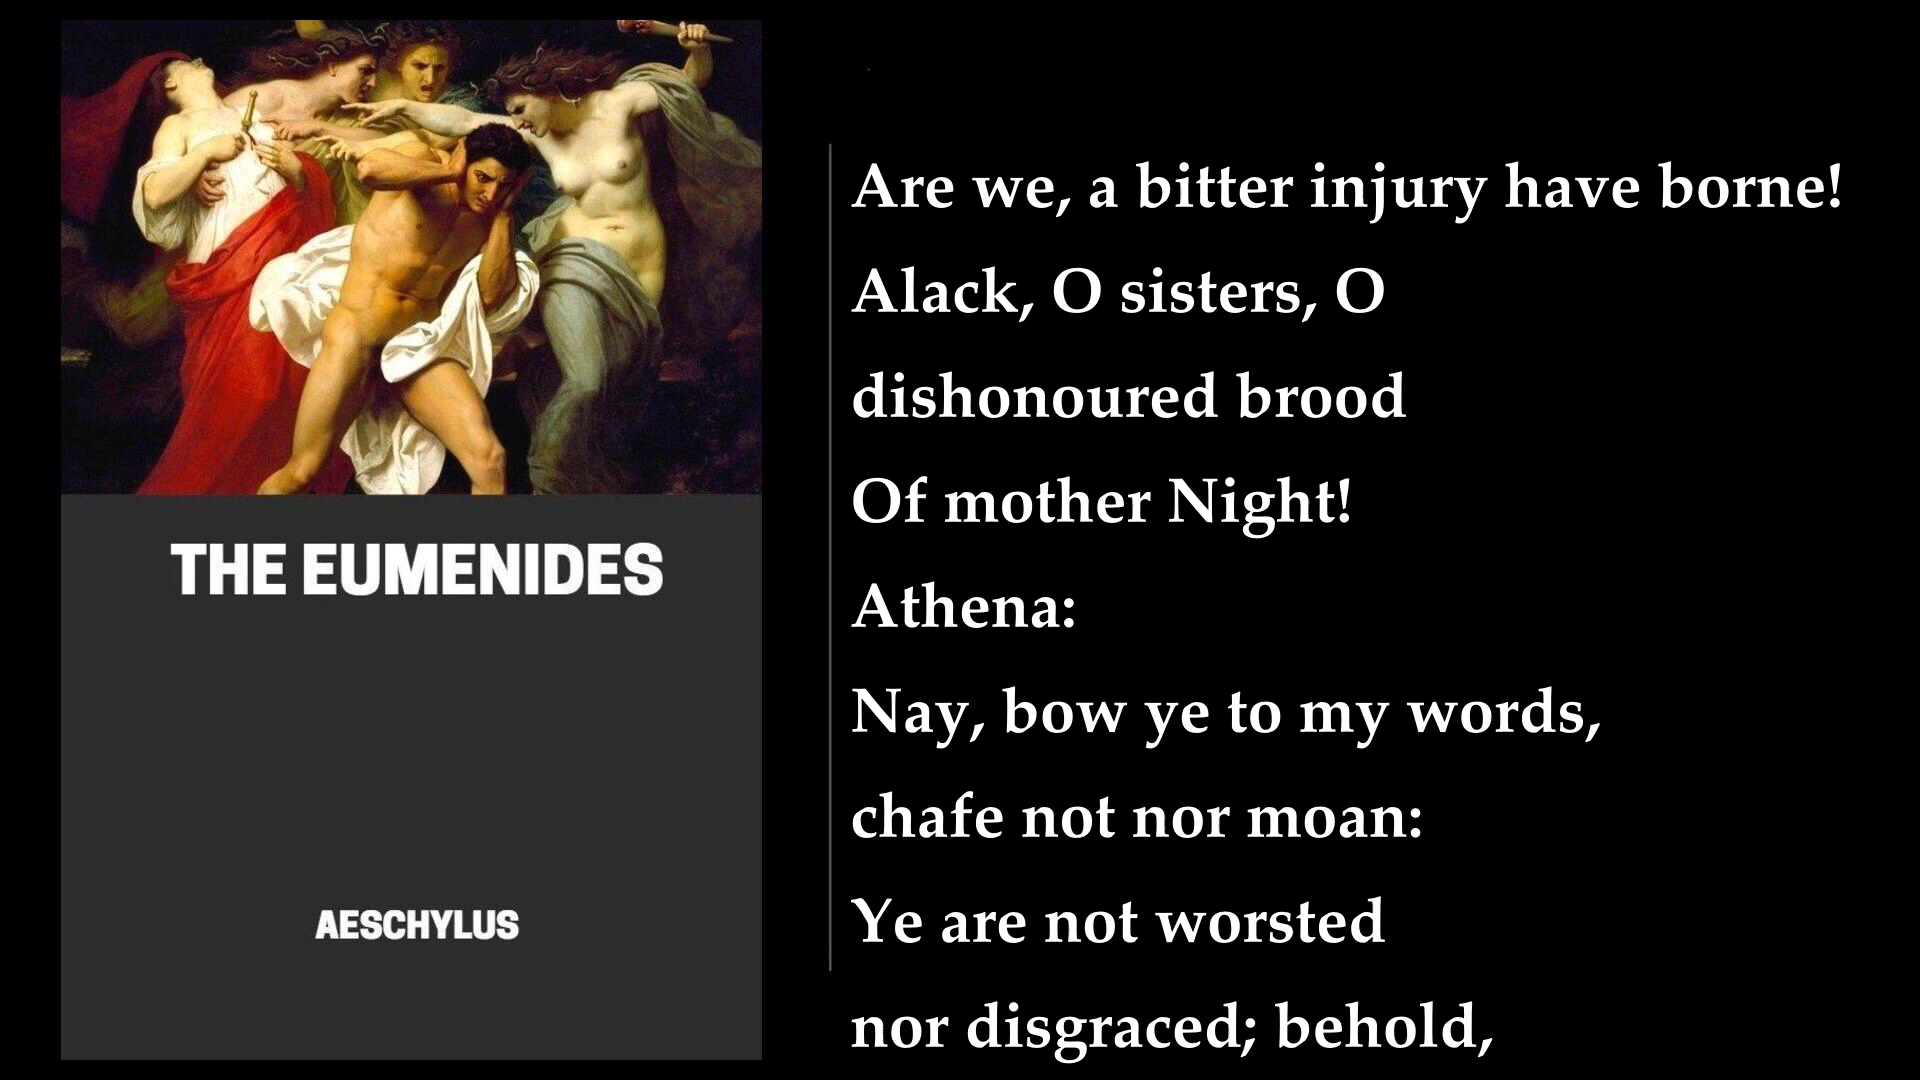 THE EUMENIDES
AESCHYLUS
Are we, a bitter injury have borne!
Alack, O sisters, O
dishonoured brood
Of mother Night!
Athena:
Nay, bow ye to my words,
chafe not nor moan:
Ye are not worsted
nor disgraced; behold,